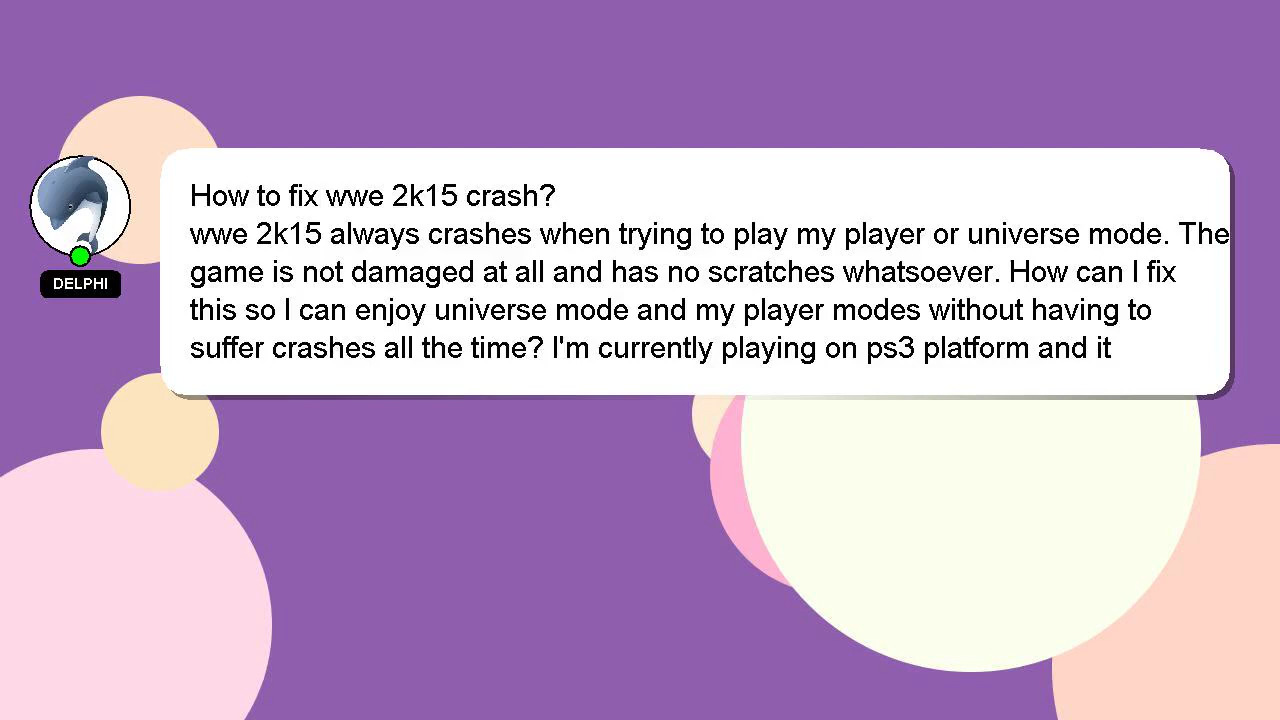 How to fix wwe 2k15 crash?
wwe 2k15 always crashes when trying to play my player or universe mode. The
game is not damaged at all and has no scratches whatsoever. How can I fix
this so I can enjoy universe mode and my player modes without having to
suffer crashes all the time? I'm currently playing on ps3 platform and it
DELPHI